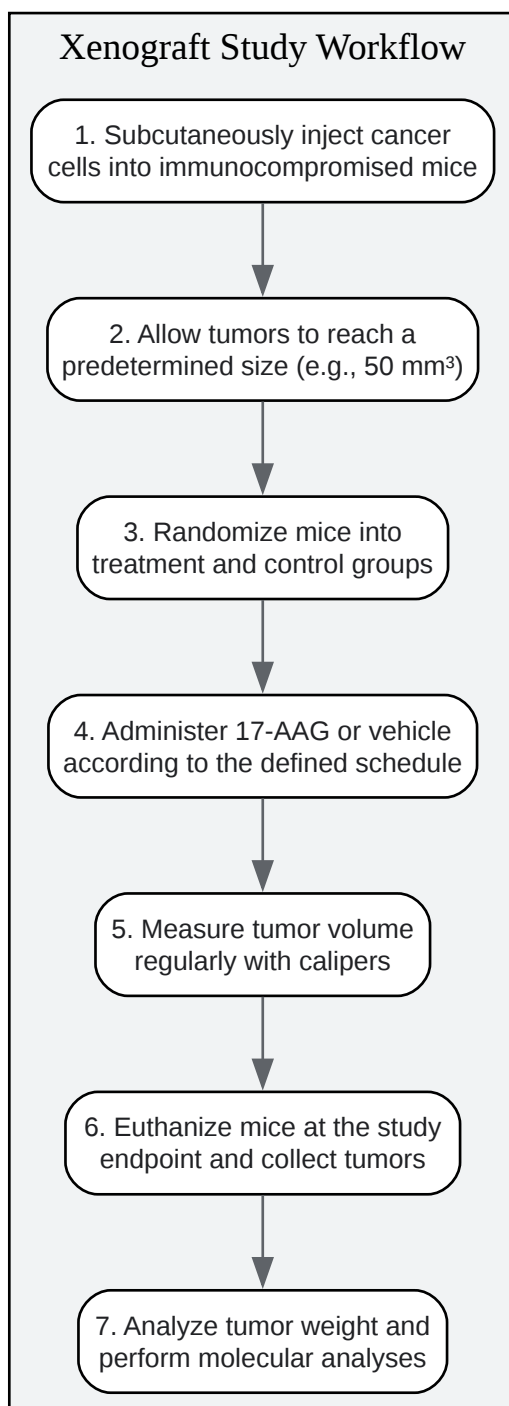 Xenograft Study Workflow
1. Subcutaneously inject cancer
cells into immunocompromised mice
2. Allow tumors to reach a
predetermined size (e.g., 50 mm³)
3. Randomize mice into
treatment and control groups
4. Administer 17-AAG or vehicle
according to the defined schedule
5. Measure tumor volume
regularly with calipers
6. Euthanize mice at the study
endpoint and collect tumors
7. Analyze tumor weight and
perform molecular analyses